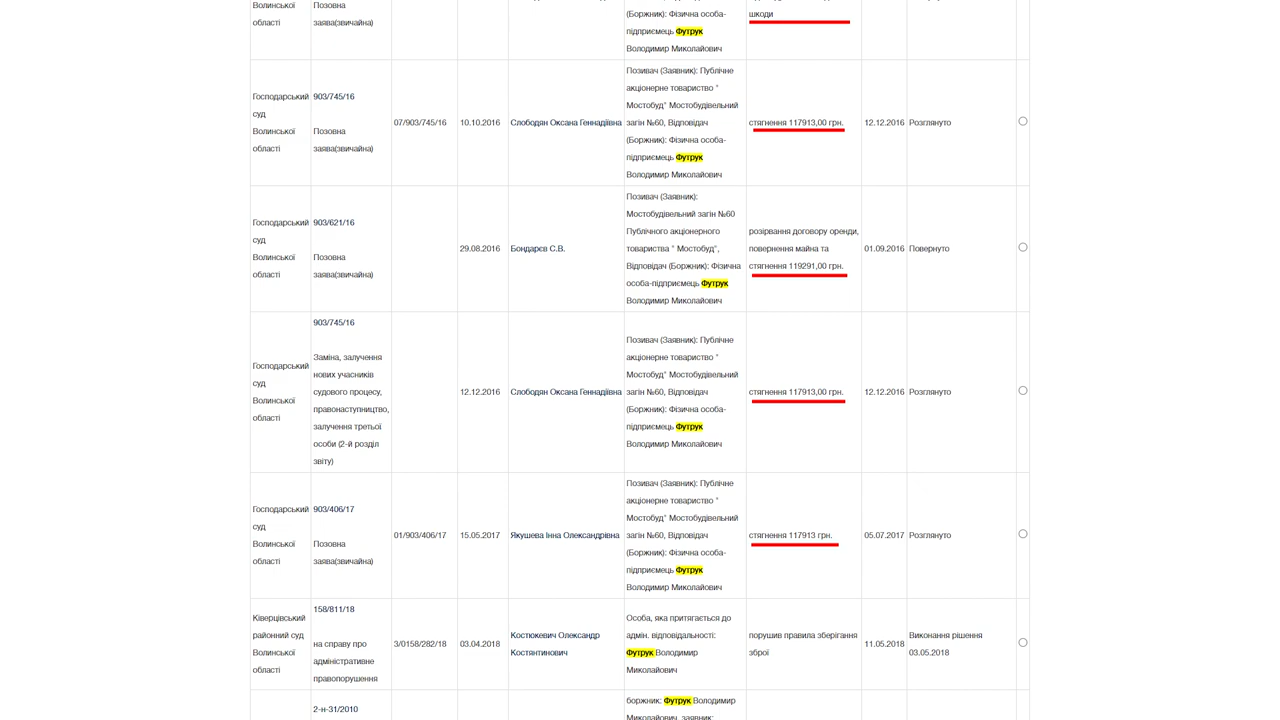 Волинської
області
Позовна
заява(звичайна)
(Боржник): Фізична особа-
підприємець Футрук
Володимир Миколайович
шкоди
Господарський
суд
Волинської
області
903/745/16
Позовна
заява(звичайна)
07/903/745/16
10.10.2016
Слободян Оксана Геннадіївна
Позивач (Заявник): Публічне
акціонерне товариство "
Мостобуд" Мостобудівельний
загін №60, Відповідач
(Боржник): Фізична особа-
підприємець Футрук
Володимир Миколайович
стягнення 117913,00 грн.
12.12.2016
Розглянуто
Господарський
суд
Волинської
області
903/621/16
Позовна
заява(звичайна)
29.08.2016
Бондарєв С.В.
Позивач (Заявник):
Мостобудівельний загін №60
Публічного акціонерного
товариства " Мостобуд",
Відповідач (Боржник): Фізична
особа-підприємець Футрук
Володимир Миколайович
розірвання договору оренди,
повернення майна та
стягнення 119291,00 грн.
01.09.2016
Повернуто
Господарський
суд
Волинської
області
903/745/16
Заміна, залучення
нових учасників
судового процесу,
правонаступництво,
залучення третьої
особи (2-й розділ
звіту)
12.12.2016
Слободян Оксана Геннадіївна
Позивач (Заявник): Публічне
акціонерне товариство "
Мостобуд" Мостобудівельний
загін №60, Відповідач
(Боржник): Фізична особа-
підприємець Футрук
Володимир Миколайович
стягнення 117913,00 грн.
12.12.2016
Розглянуто
Господарський
суд
Волинської
області
903/406/17
Позовна
заява(звичайна)
01/903/406/17
15.05.2017
Якушева Інна Олександрівна
Позивач (Заявник): Публічне
акціонерне товариство "
Мостобуд" Мостобудівельний
загін №60, Відповідач
(Боржник): Фізична особа-
підприємець Футрук
Володимир Миколайович
стягнення 117913 грн.
05.07.2017
Розглянуто
Ківерцівський
районний суд
Волинської
області
158/811/18
на справу про
адміністративне
правопорушення
3/0158/282/18
03.04.2018
Костюкевич Олександр
Костянтинович
Особа, яка притягається до
адмін. відповідальності:
Футрук Володимир
Миколайович
порушив правила зберігання
зброї
11.05.2018
Виконання рішення
03.05.2018
2-н-31/2010
боржник: Футрук Володимир
Миколайович, заявник: